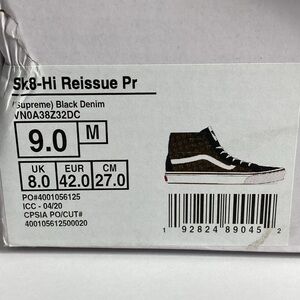 Sk8-Hi Reissue Pr
(Supreme) Black Denim
VN0A38Z32DC
9.0 M
UK EUR CM
8.0 42.0 27.0
PO#4001056125
ICC - 04/20
CPSIA PO/CUT#
400105612500020
1 92824 89045 2